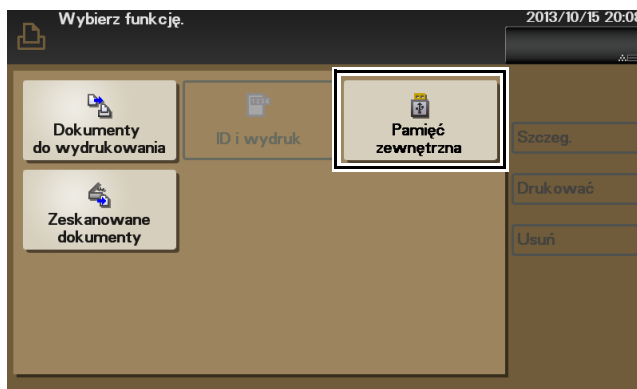 Wybierz funkcję.
2013/10/15 20:08
Dokumenty
do wydrukowania
ID i wydruk
Pamięć
zewnętrzna
Szczeg.
Drukować
Zeskanowane
dokumenty
Usuń